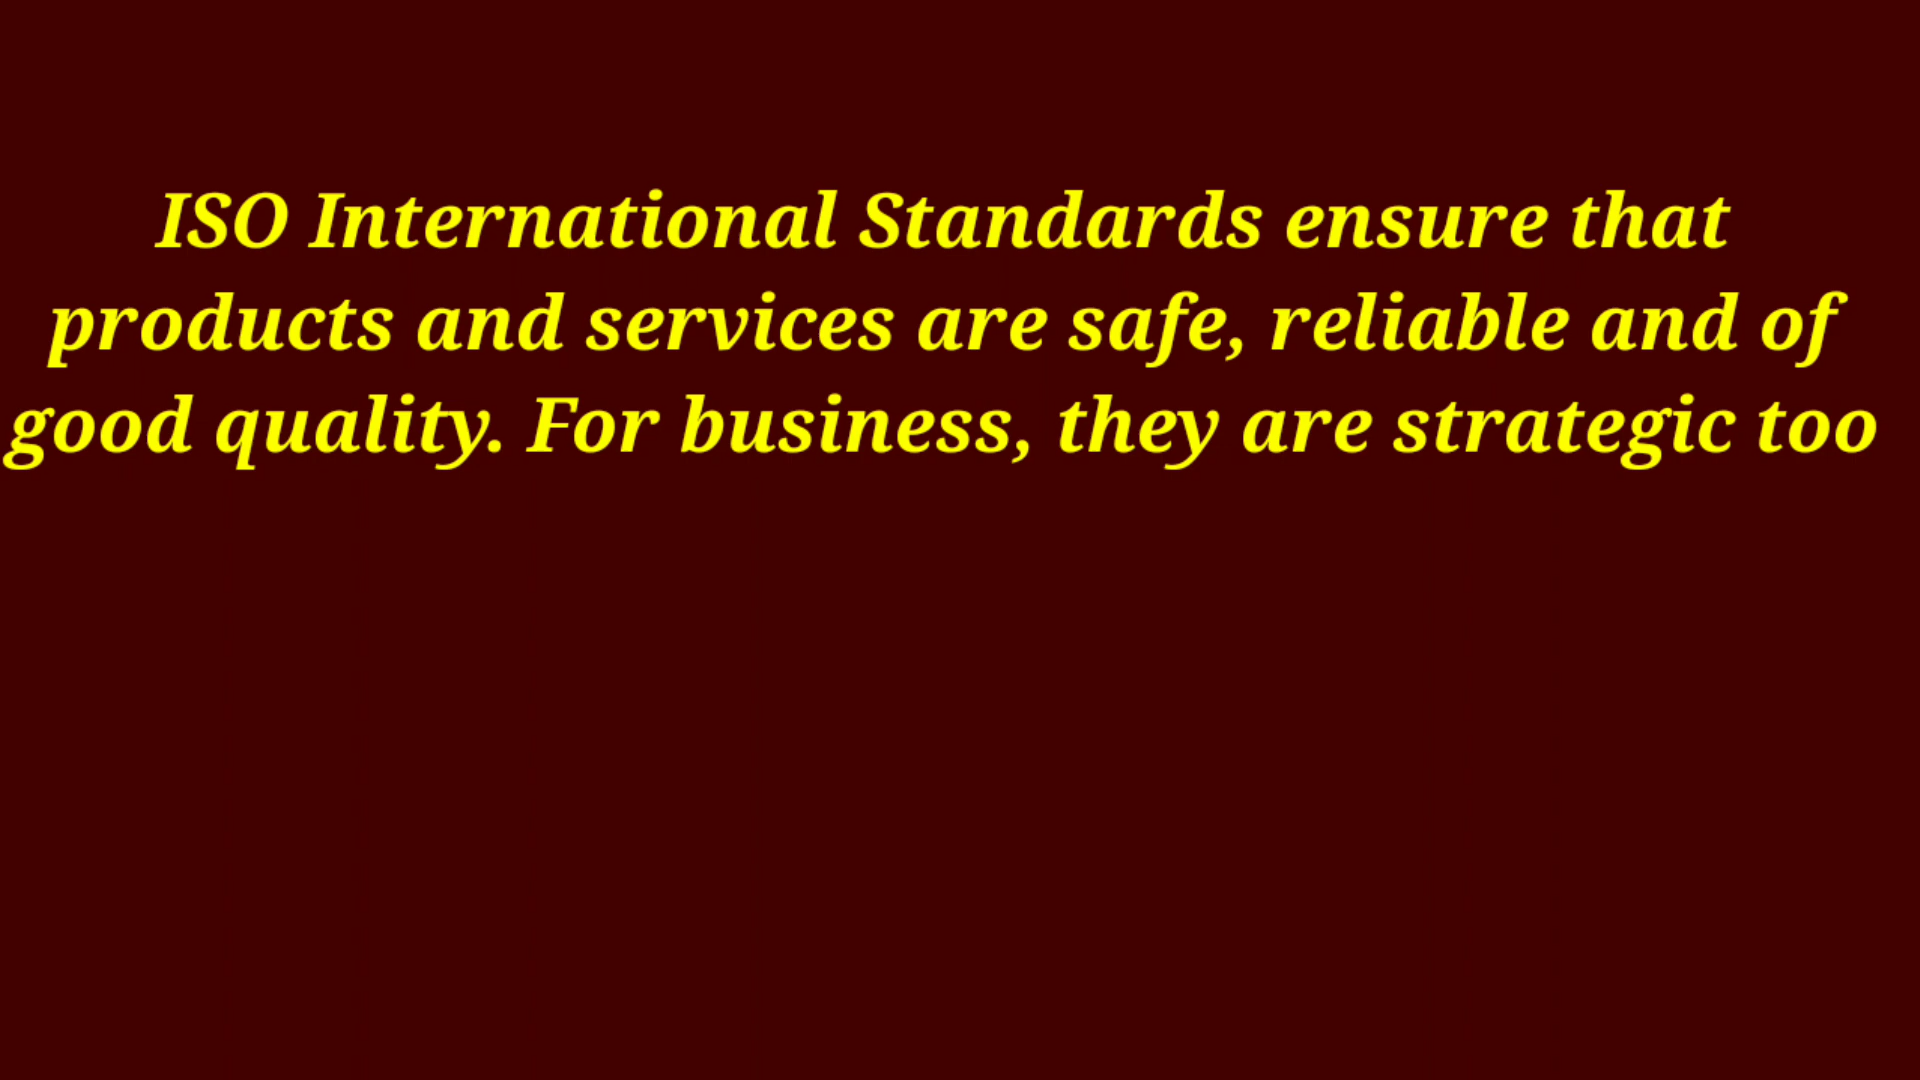 ISO International Standards ensure that
products and services are safe, reliable and of
good quality. For business, they are strategic too